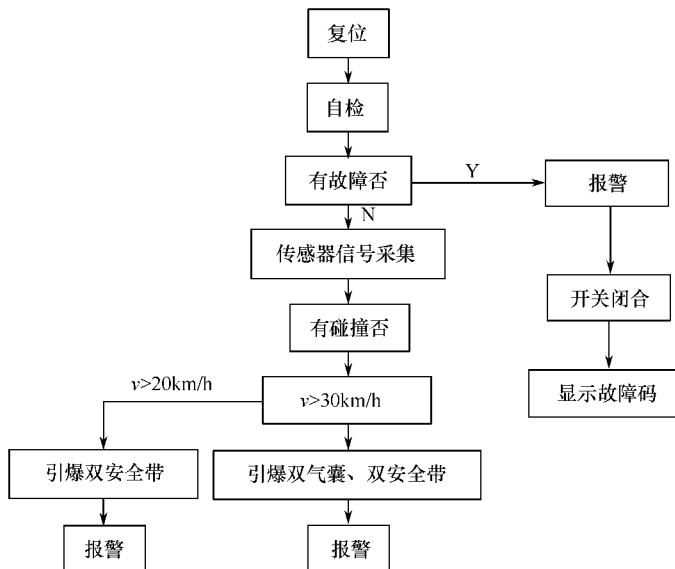 复位
自检
有故障否
Y
报警
N
传感器信号采集
开关闭合
有碰撞否
v>20km/h
v>30km/h
显示故障码
引爆双安全带
引爆双气囊、双安全带
报警
报警